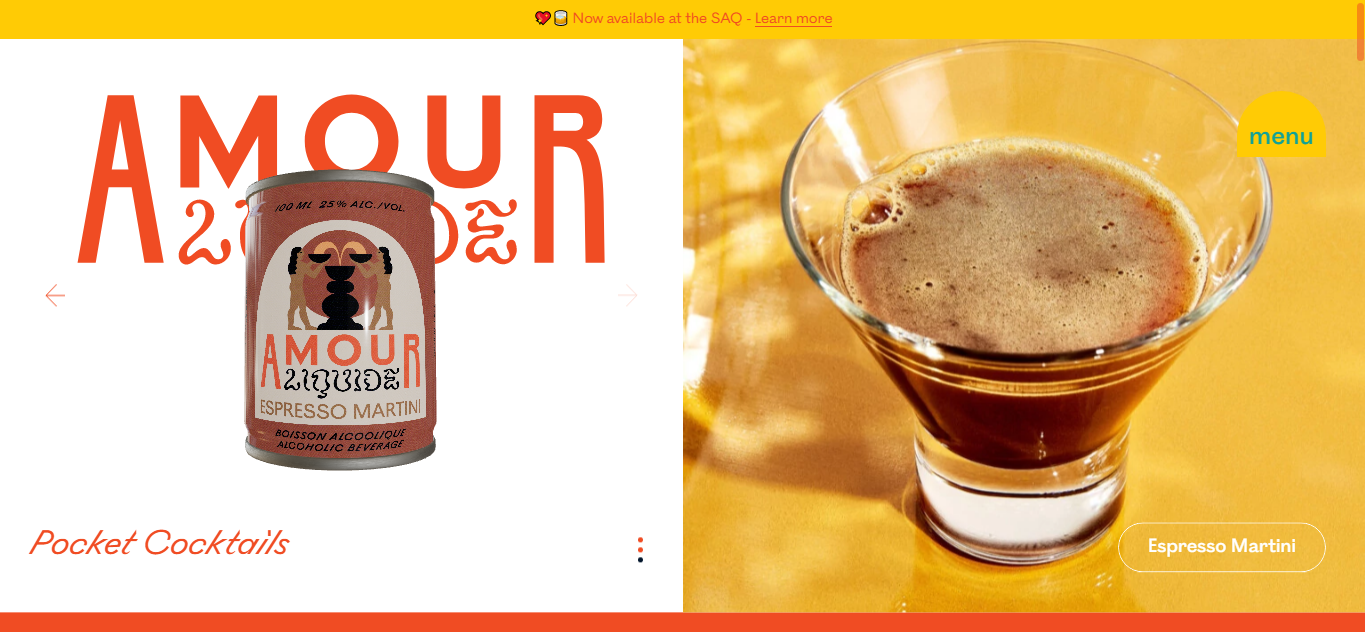 Now available at the SAQ - Learn more
AMOUR
LIQUIDE
menu
100 ML 25% ALC./VOL.
AMOUR
LIQUIDE
ESPRESSO MARTINI
BOISSON ALCOOLIQUE
ALCOHOLIC BEVERAGE
Pocket Cocktails
Espresso Martini